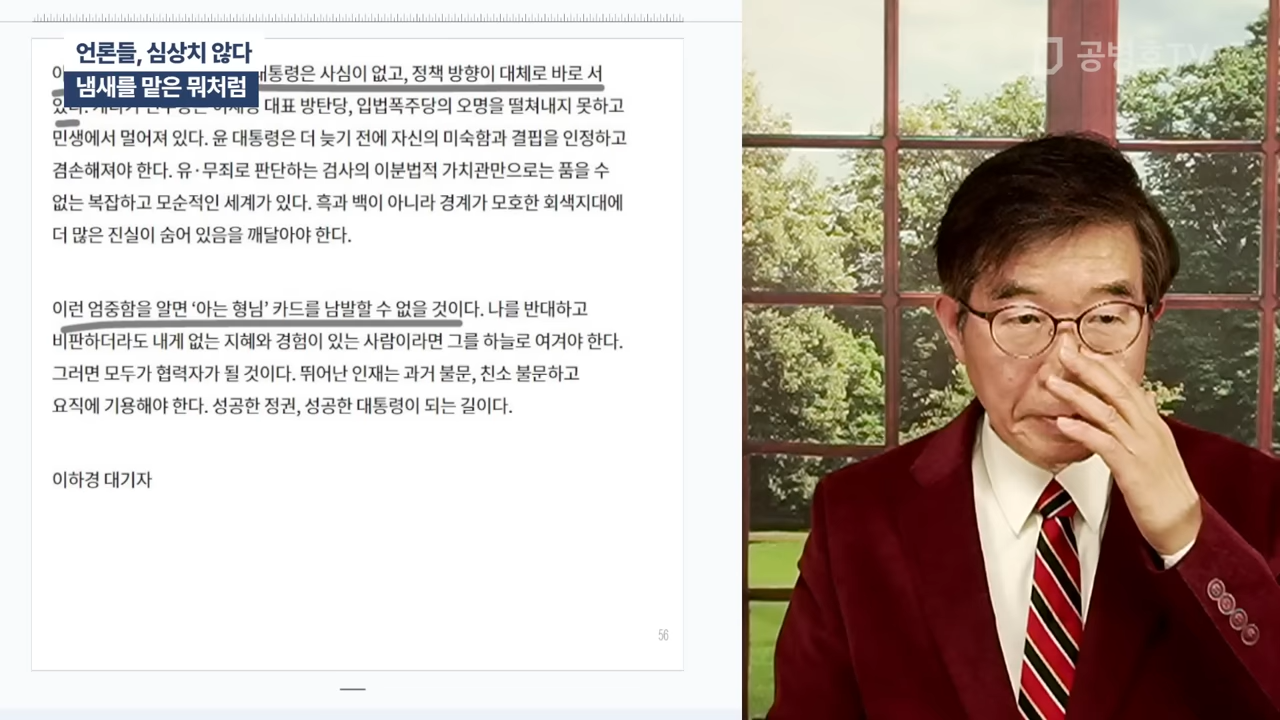 언론들, 심상치 않다
냄새를 맡은 뭐처럼
대통령은 사심이 없고, 정책 방향이 대체로 바로 서
있다. 대표 방탄당, 입법폭주당의 오명을 떨쳐내지 못하고
민생에서 멀어져 있다. 윤 대통령은 더 늦기 전에 자신의 미숙함과 결핍을 인정하고
겸손해져야 한다. 유·무죄로 판단하는 검사의 이분법적 가치관만으로는 품을 수
없는 복잡하고 모순적인 세계가 있다. 흑과 백이 아니라 경계가 모호한 회색지대에
더 많은 진실이 숨어 있음을 깨달아야 한다.
이런 엄중함을 알면 ‘아는 형님’ 카드를 남발할 수 없을 것이다. 나를 반대하고
비판하더라도 내게 없는 지혜와 경험이 있는 사람이라면 그를 하늘로 여겨야 한다.
그러면 모두가 협력자가 될 것이다. 뛰어난 인재는 과거 불문, 친소 불문하고
요직에 기용해야 한다. 성공한 정권, 성공한 대통령이 되는 길이다.
이하경 대기자
56
공병호TV